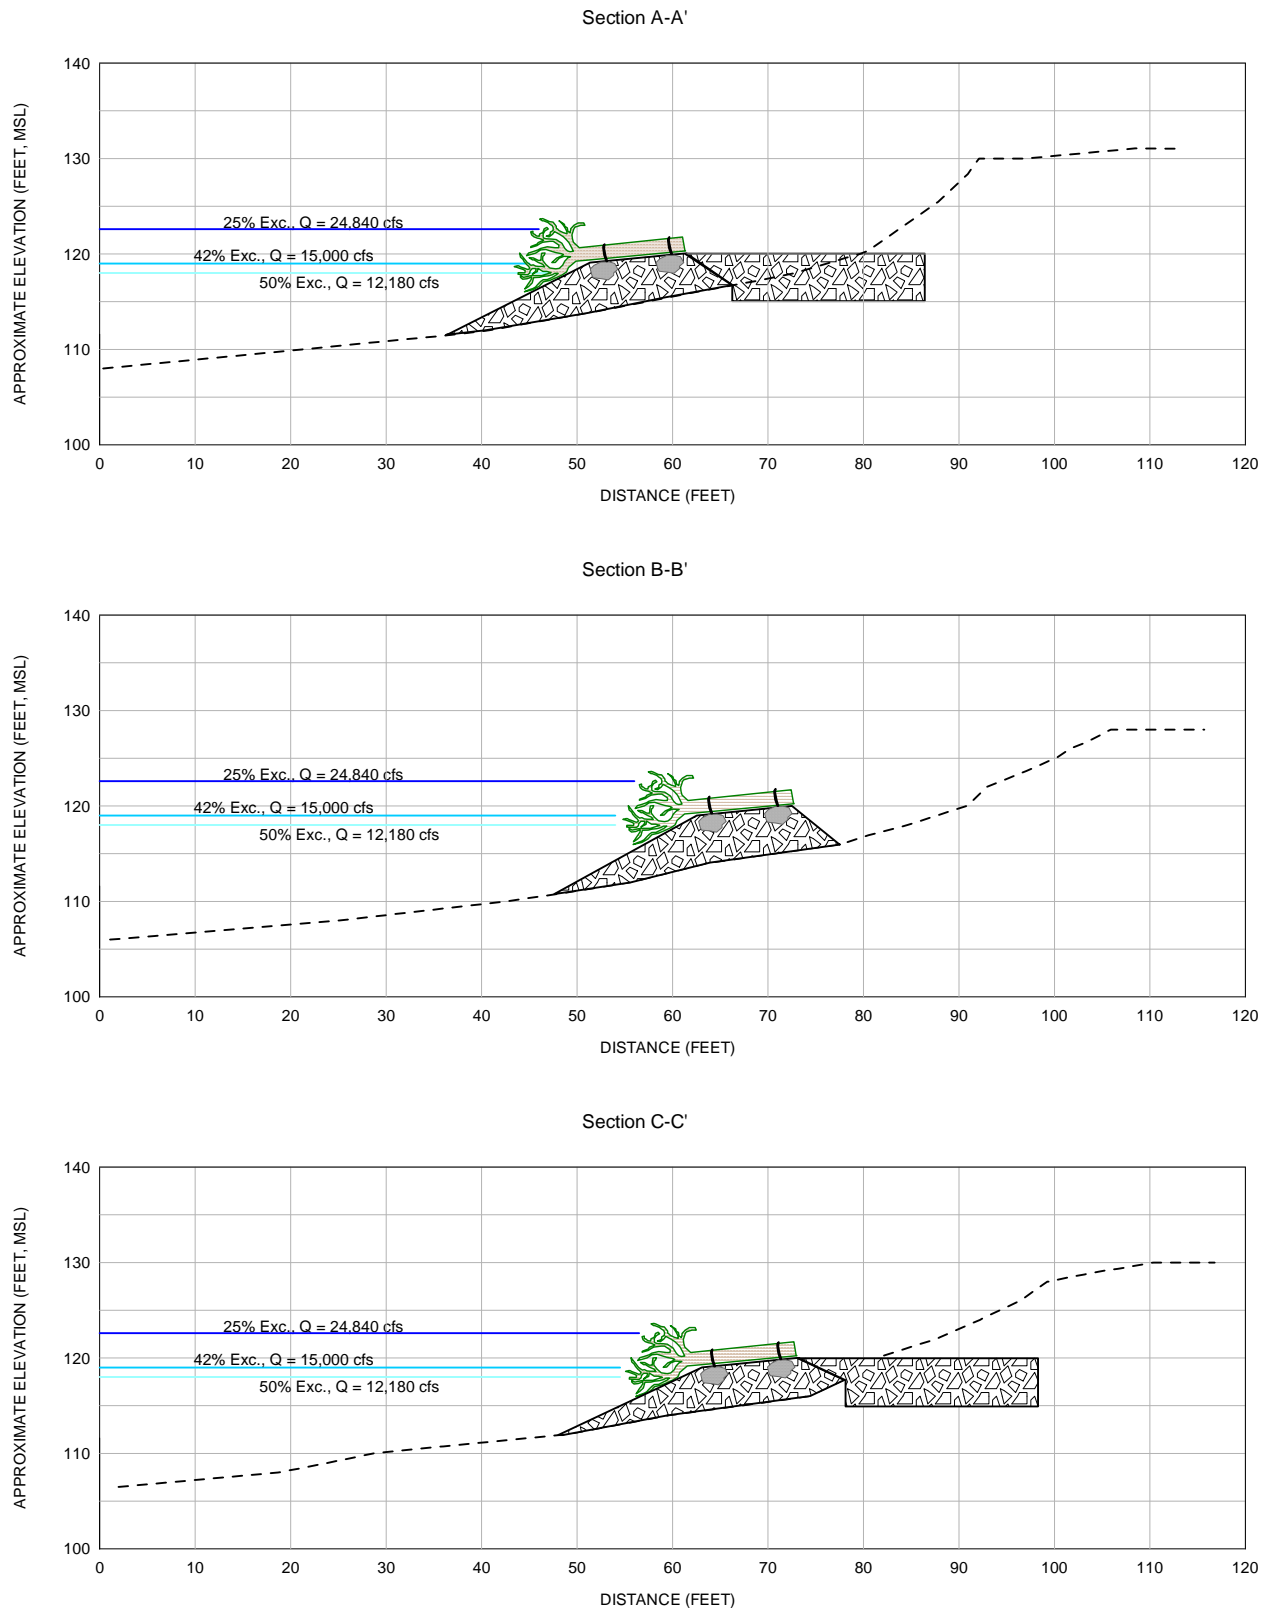 Section A-A'
APPROXIMATE ELEVATION (FEET, MSL)
140
130
120
110
100
25% Exc., Q = 24,840 cfs
42% Exc., Q = 15,000 cfs
50% Exc., Q = 12,180 cfs
0 10 20 30 40 50 60 70 80 90 100 110 120
DISTANCE (FEET)
Section B-B'
APPROXIMATE ELEVATION (FEET, MSL)
140
130
120
110
100
25% Exc., Q = 24,840 cfs
42% Exc., Q = 15,000 cfs
50% Exc., Q = 12,180 cfs
0 10 20 30 40 50 60 70 80 90 100 110 120
DISTANCE (FEET)
Section C-C'
APPROXIMATE ELEVATION (FEET, MSL)
140
130
120
110
100
25% Exc., Q = 24,840 cfs
42% Exc., Q = 15,000 cfs
50% Exc., Q = 12,180 cfs
0 10 20 30 40 50 60 70 80 90 100 110 120
DISTANCE (FEET)